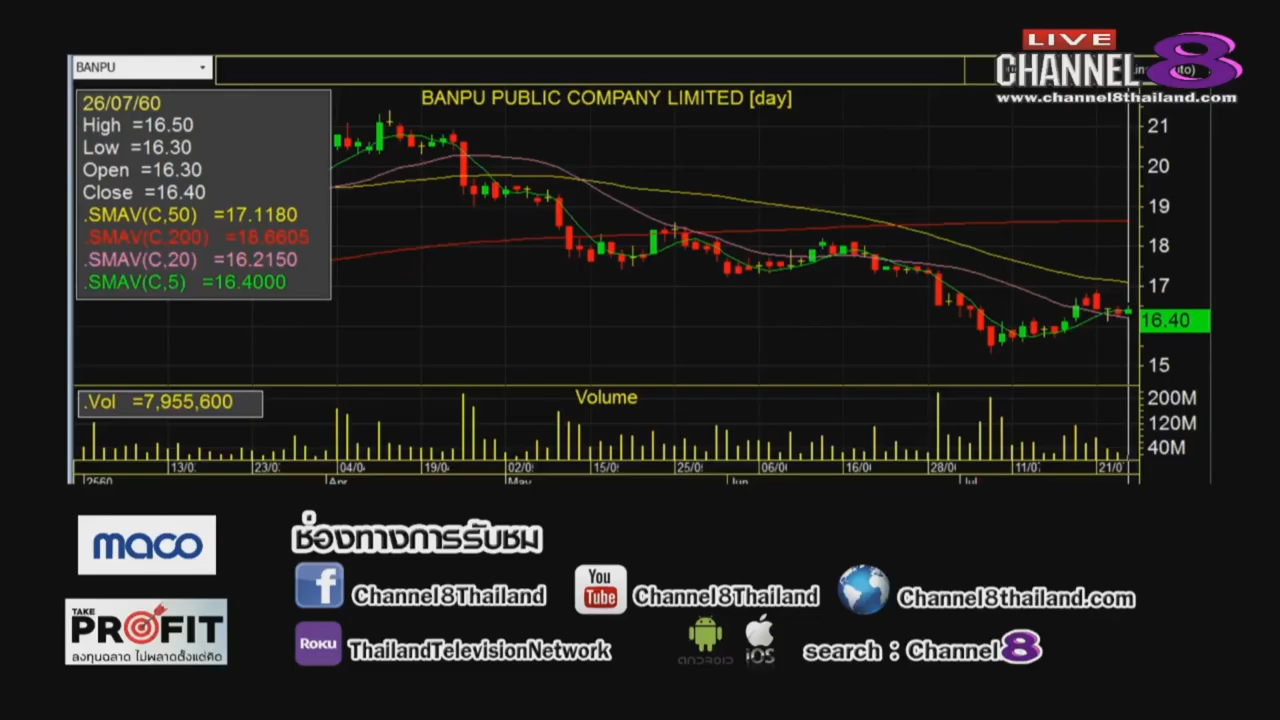 LIVE
CHANNEL 8
www.channel8thailand.com
BANPU
BANPU PUBLIC COMPANY LIMITED [day]
26/07/60
High =16.50
Low =16.30
Open =16.30
Close =16.40
.SMAV(C,50) =17.1180
.SMAV(C,200) =18.6605
.SMAV(C,20) =16.2150
.SMAV(C,5) =16.4000
21
20
19
18
17
16.40
15
.Vol =7,955,600
Volume
200M
120M
40M
13/0 23/0 04/0 19/0 02/0 15/0 25/0 06/0 16/0 28/0 11/0 21/0
2560 Apr May Jun Jul
maco
ช่องทางการรับชม
f Channel8Thailand
You Tube Channel8Thailand
Channel8thailand.com
TAKE
PROFIT
ลงทุนฉลาด ไม่พลาดตั้งแต่คิด
ROKU ThailandTelevisionNetwork
ANDROID iOS
search : Channel 8